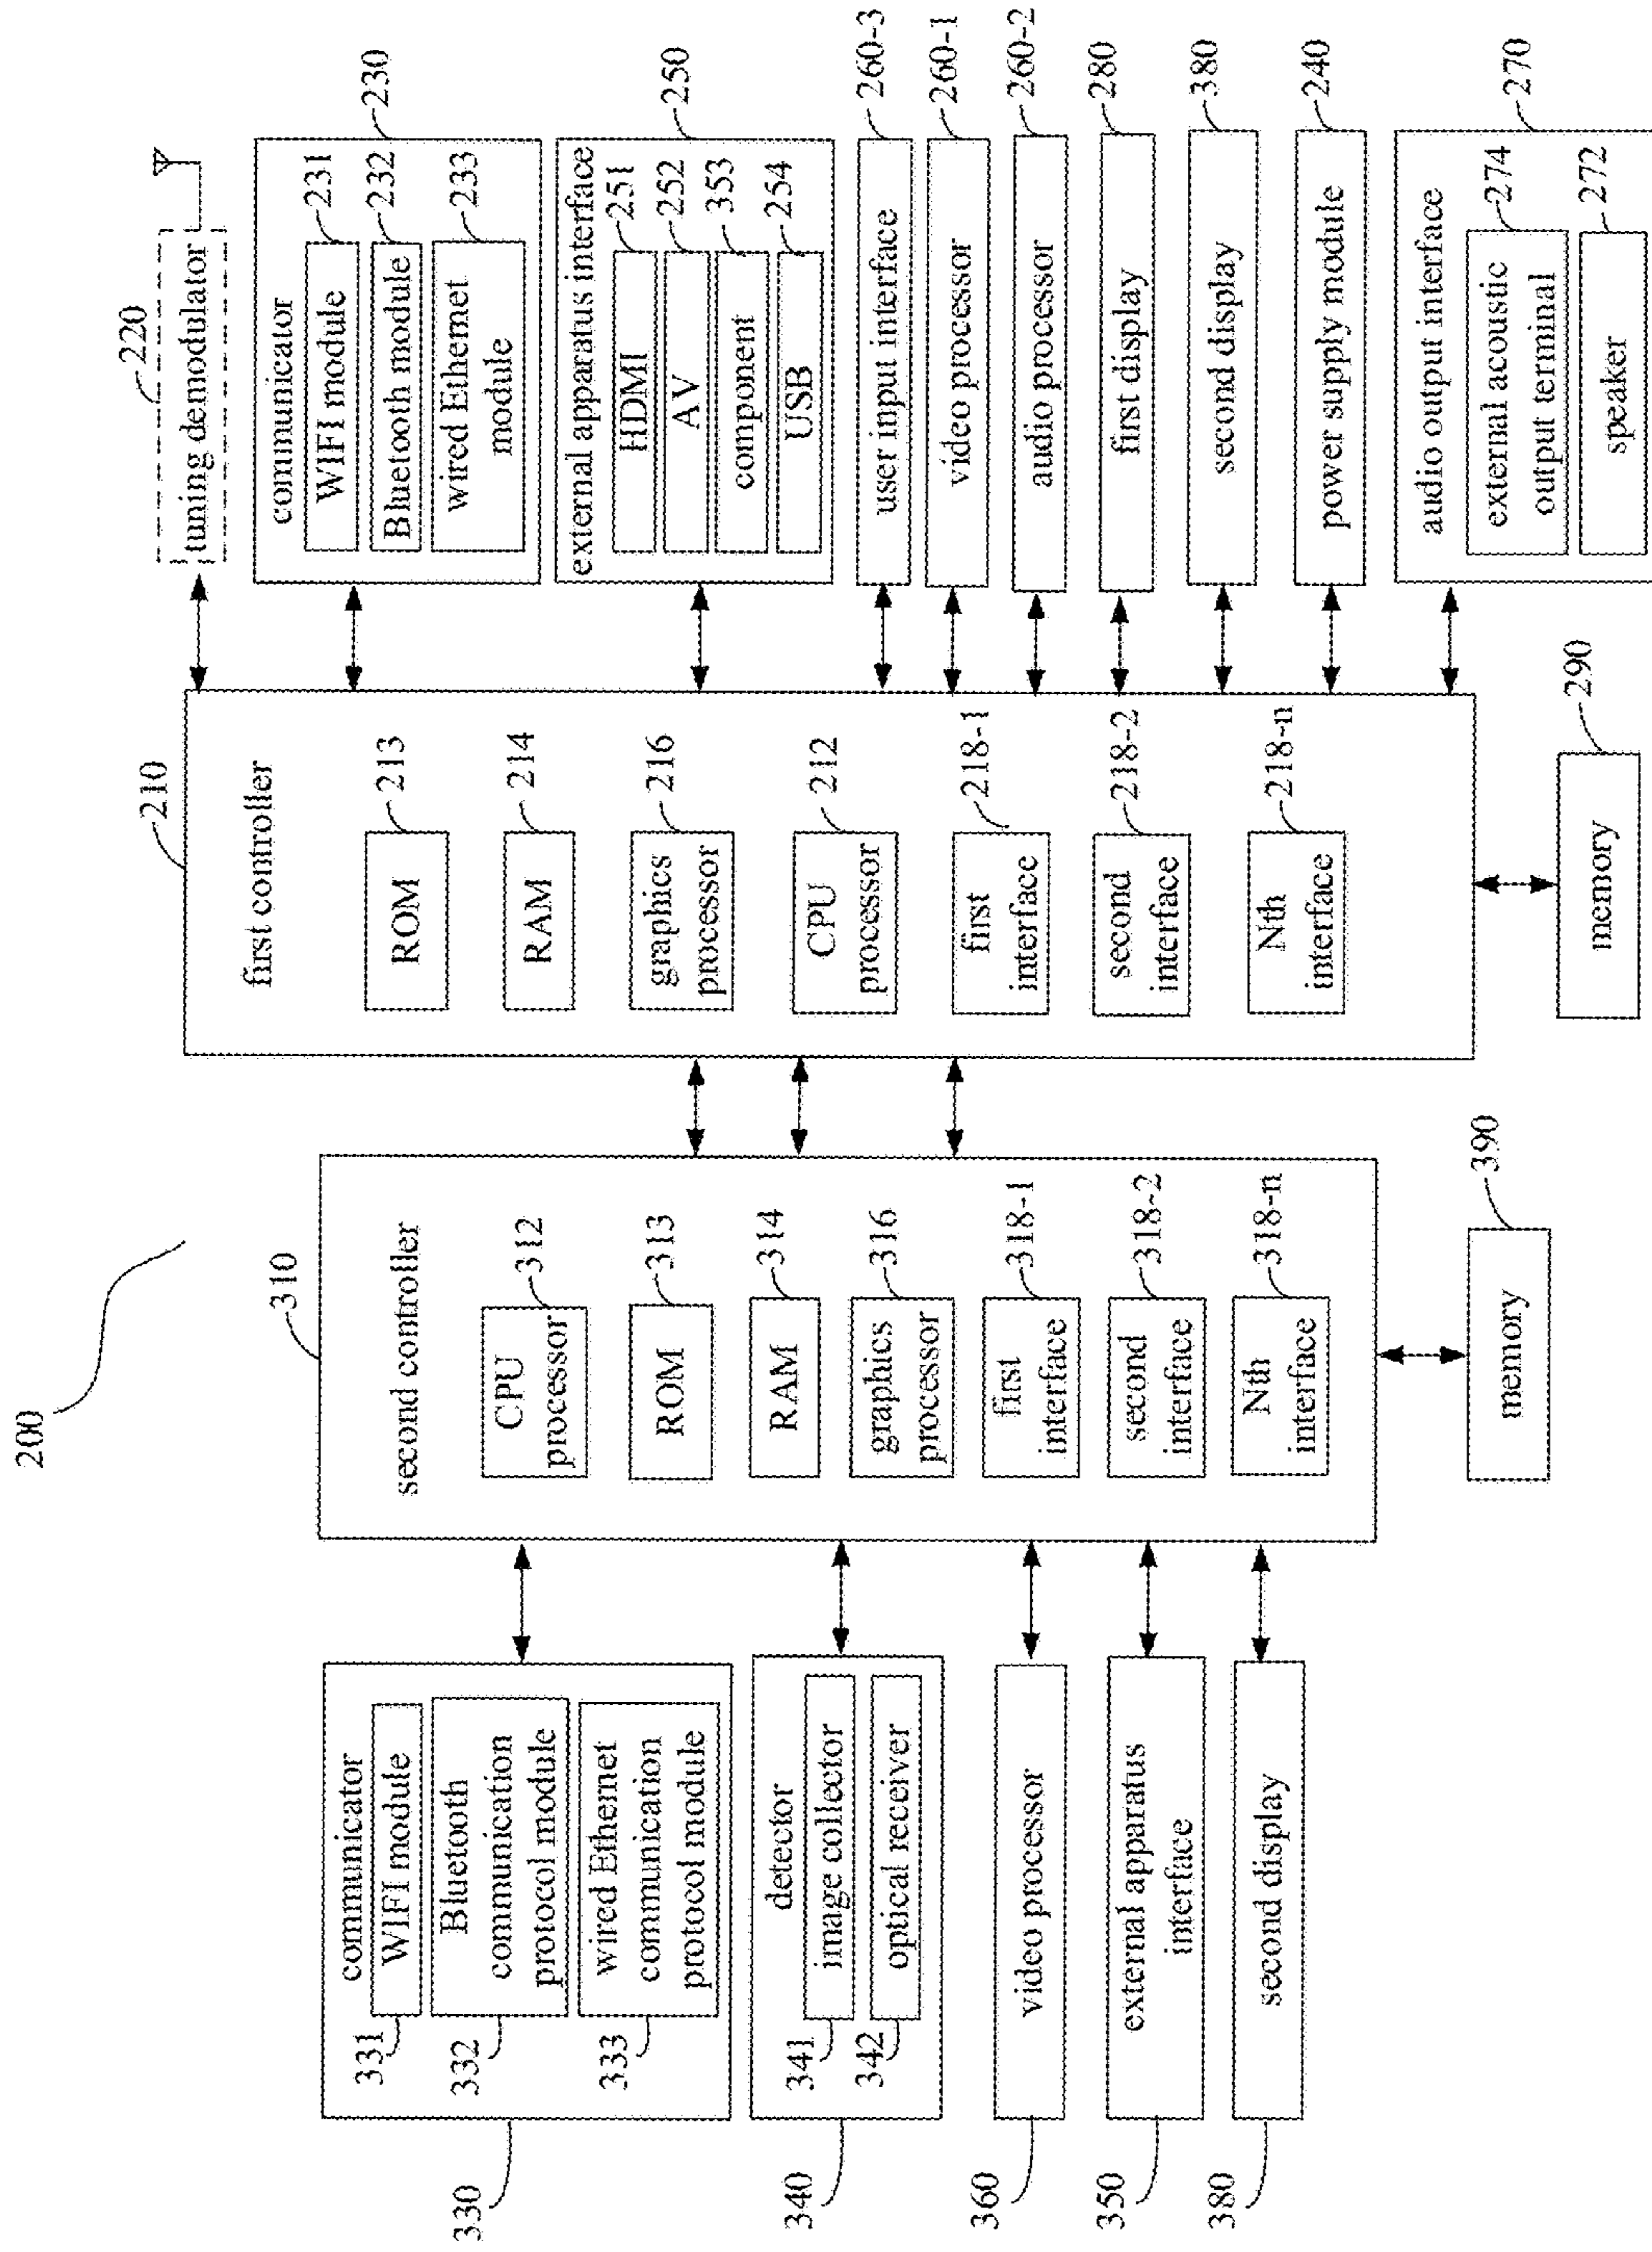 200
310
second controller
CPU
processor
312
ROM
313
RAM
314
graphics
processor
316
first
interface
318-1
second
interface
318-2
Nth
interface
318-n
memory
390
330
communicator
331
WIFI module
332
Bluetooth
communication
protocol module
333
wired Ethernet
communication
protocol module
340
detector
341
image collector
342
optical receiver
360
video processor
350
external apparatus
interface
380
second display
210
first controller
ROM
213
RAM
214
graphics
processor
216
CPU
processor
212
first
interface
218-1
second
interface
218-2
Nth
interface
218-n
memory
290
220
tuning demodulator
communicator
230
WIFI module
231
Bluetooth module
232
wired Ethernet
module
233
external apparatus interface
250
HDMI
251
AV
252
component
353
USB
254
user input interface
260-3
video processor
260-1
audio processor
260-2
first display
280
second display
380
power supply module
240
audio output interface
270
external acoustic
output terminal
274
speaker
272